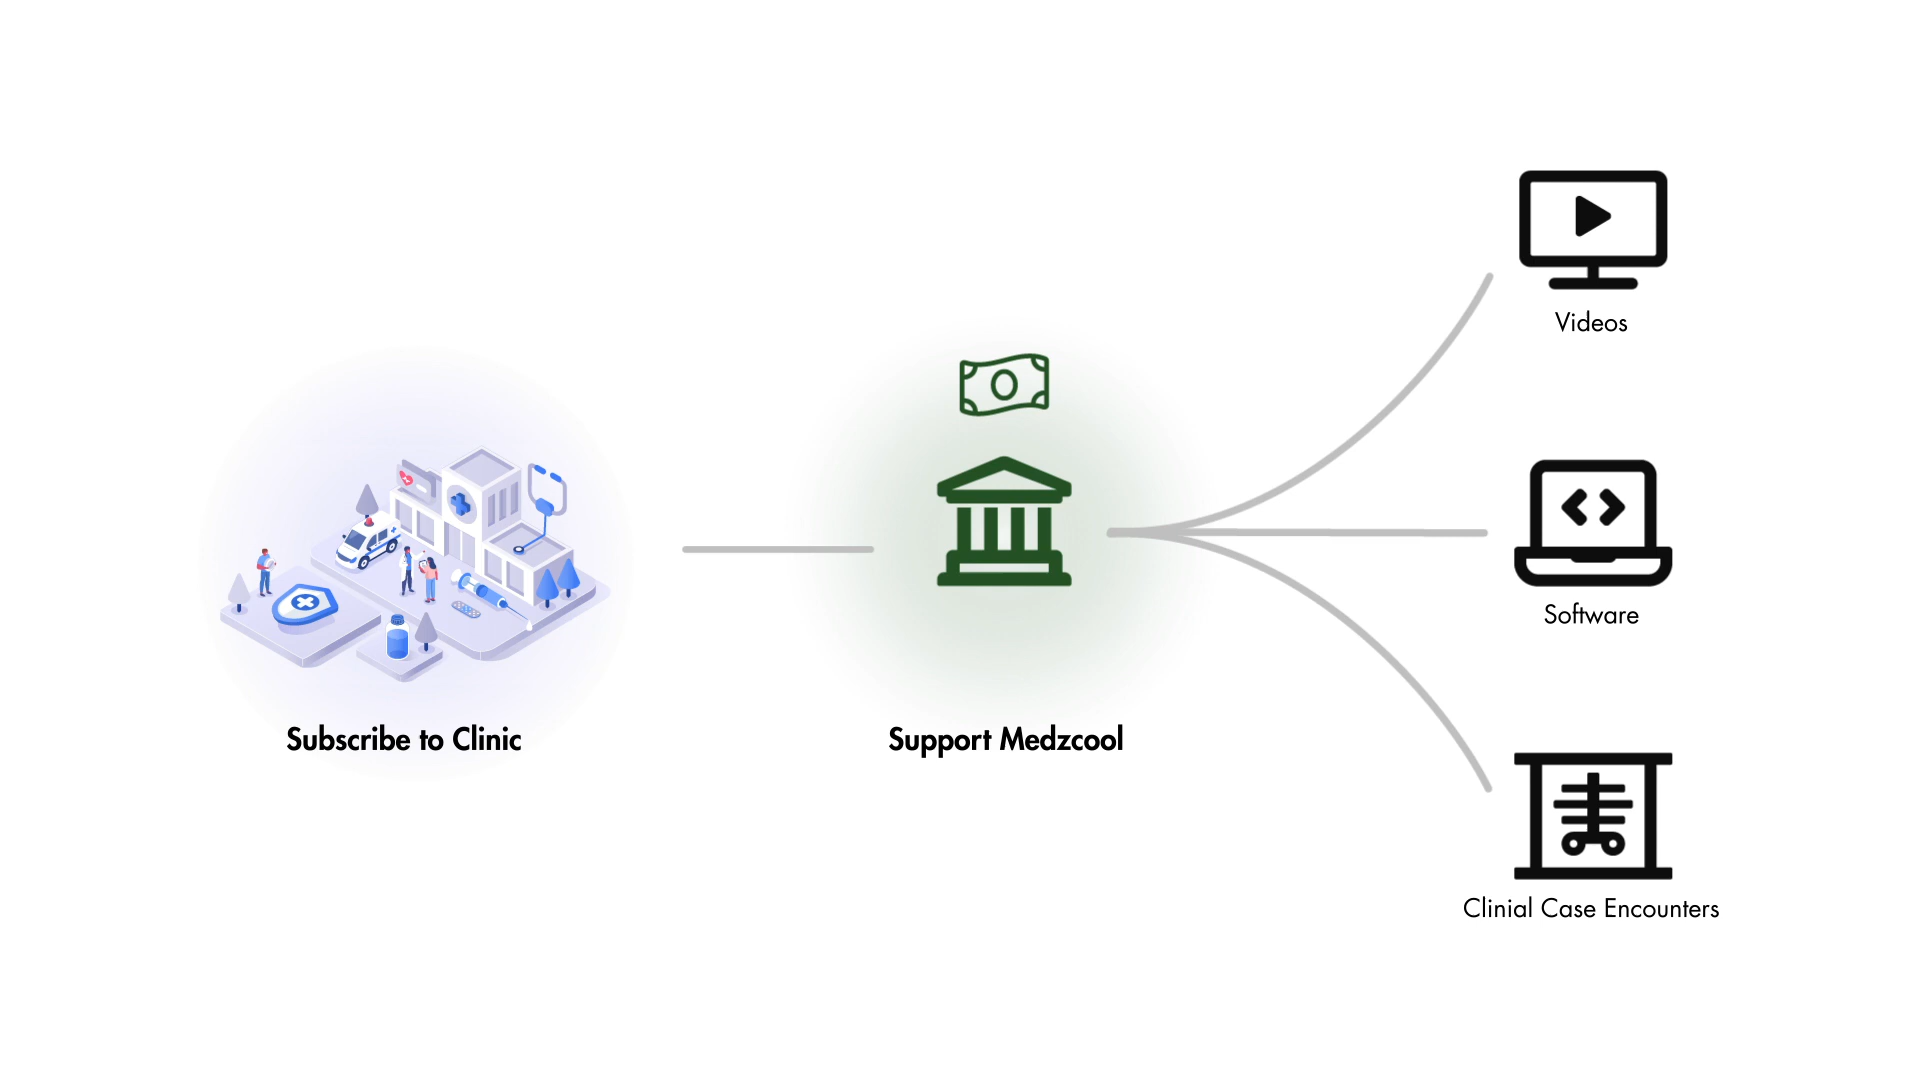 Videos
Software
Subscribe to Clinic
Support Medzcool
Clinial Case Encounters